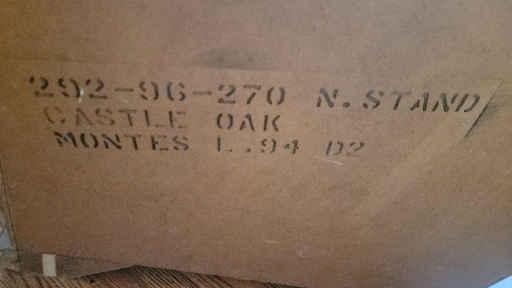 292-96-270 N.STAND
CASTLE OAK
MONTES L.94 D2